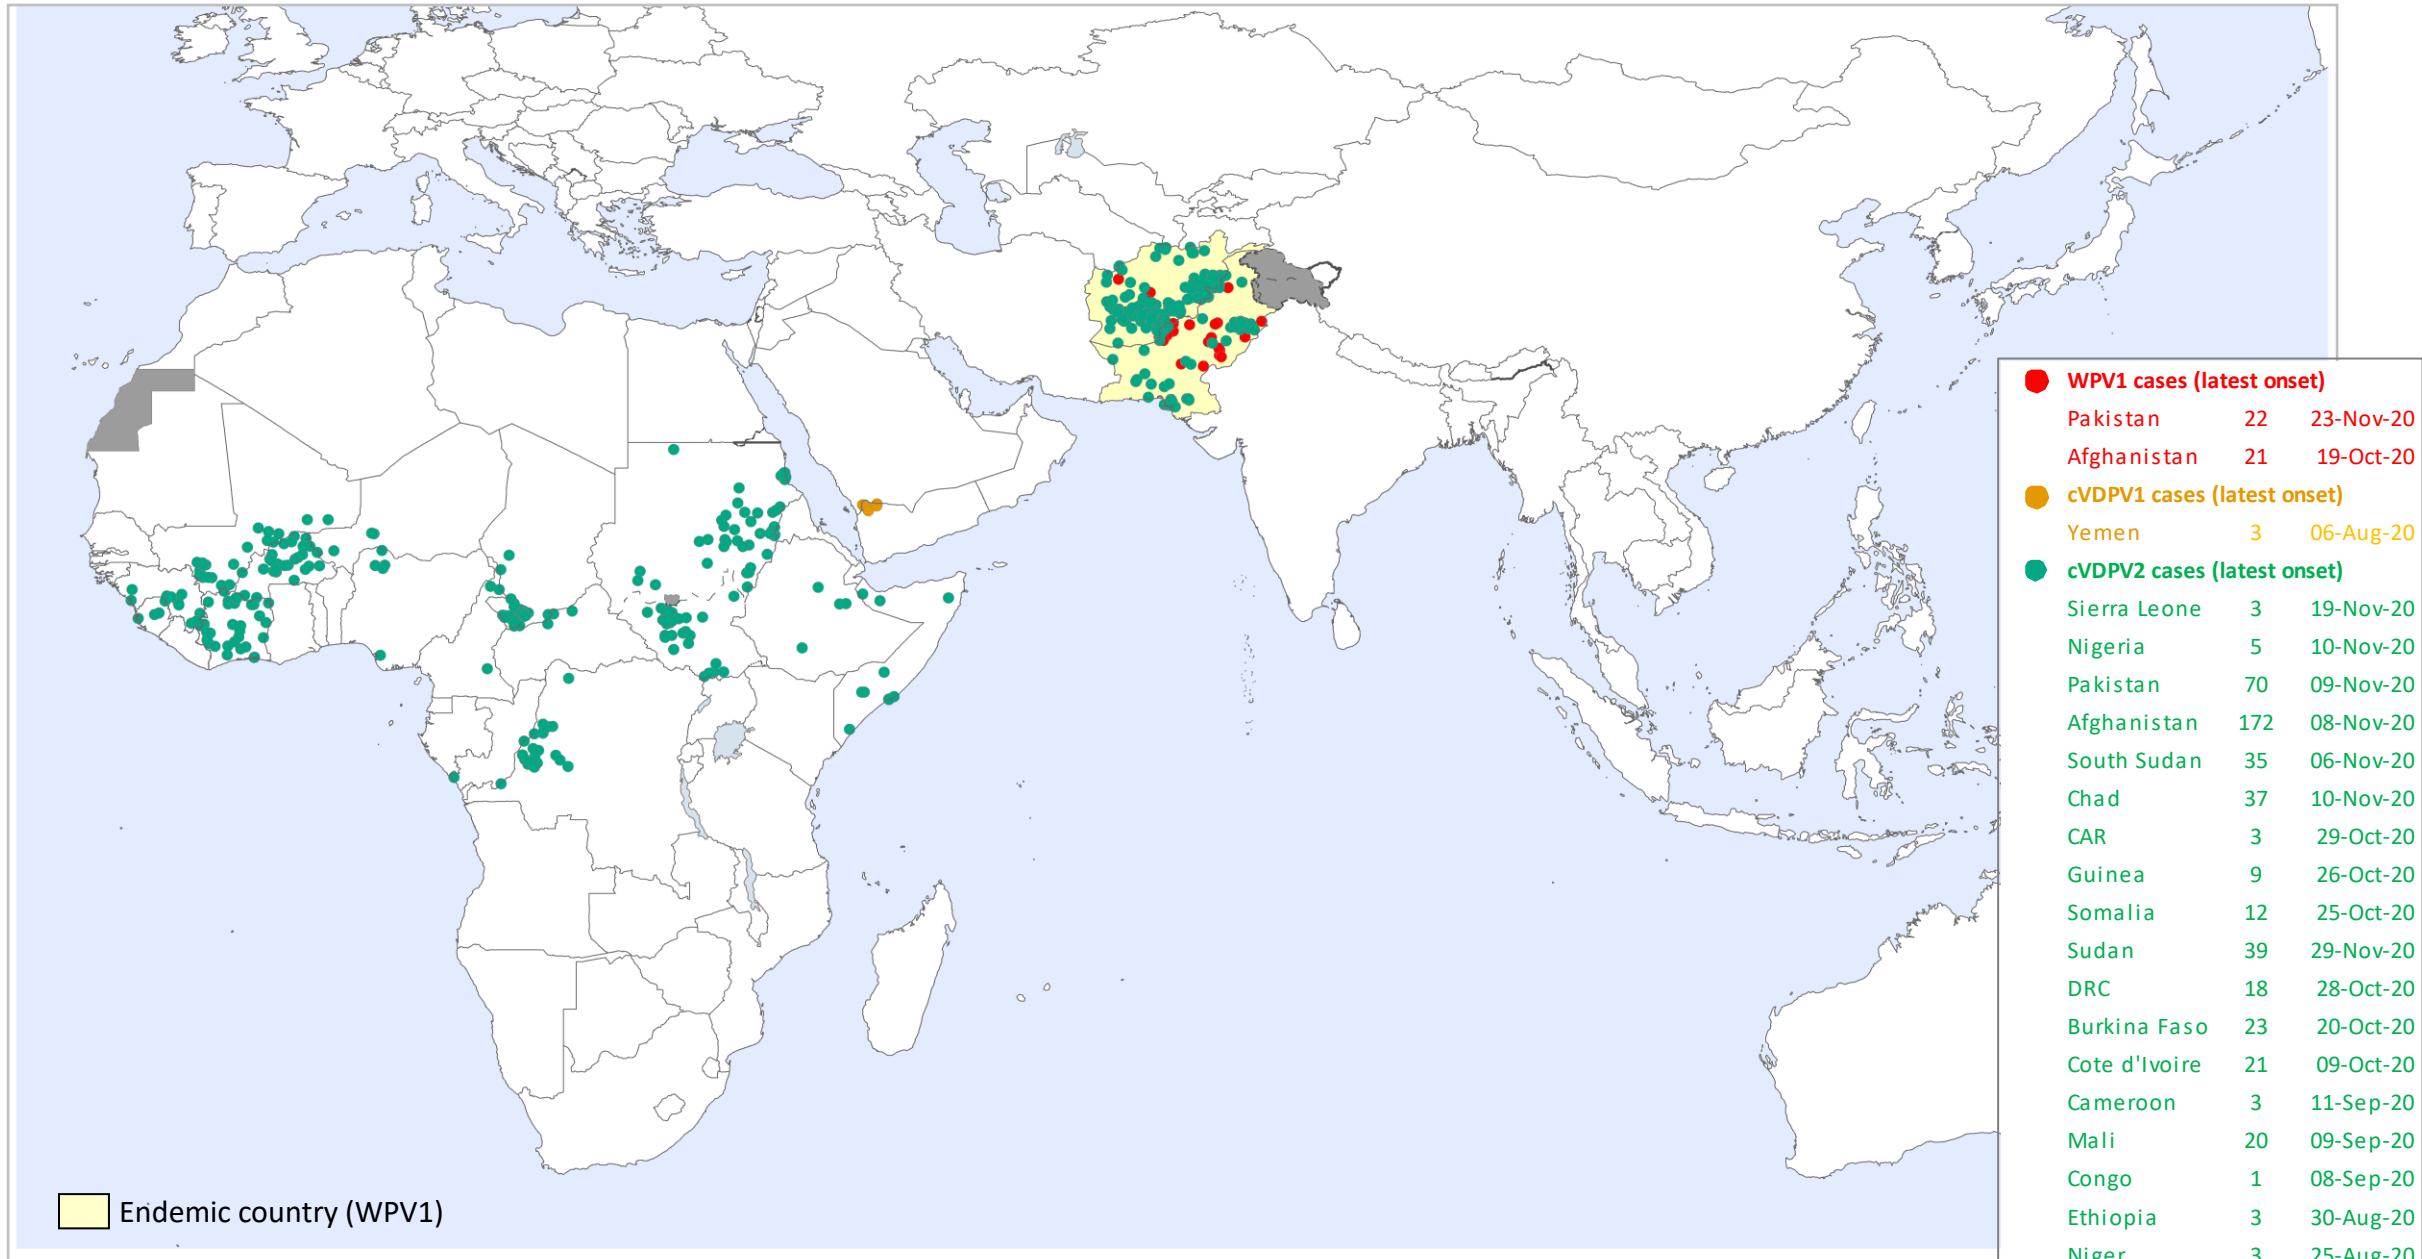 WPV1 cases (latest onset)
Pakistan 22 23-Nov-20
Afghanistan 21 19-Oct-20
cVDPV1 cases (latest onset)
Yemen 3 06-Aug-20
cVDPV2 cases (latest onset)
Sierra Leone 3 19-Nov-20
Nigeria 5 10-Nov-20
Pakistan 70 09-Nov-20
Afghanistan 172 08-Nov-20
South Sudan 35 06-Nov-20
Chad 37 10-Nov-20
CAR 3 29-Oct-20
Guinea 9 26-Oct-20
Somalia 12 25-Oct-20
Sudan 39 29-Nov-20
DRC 18 28-Oct-20
Burkina Faso 23 20-Oct-20
Cote d'Ivoire 21 09-Oct-20
Cameroon 3 11-Sep-20
Mali 20 09-Sep-20
Congo 1 08-Sep-20
Ethiopia 3 30-Aug-20
Niger 3 25-Aug-20
Endemic country (WPV1)